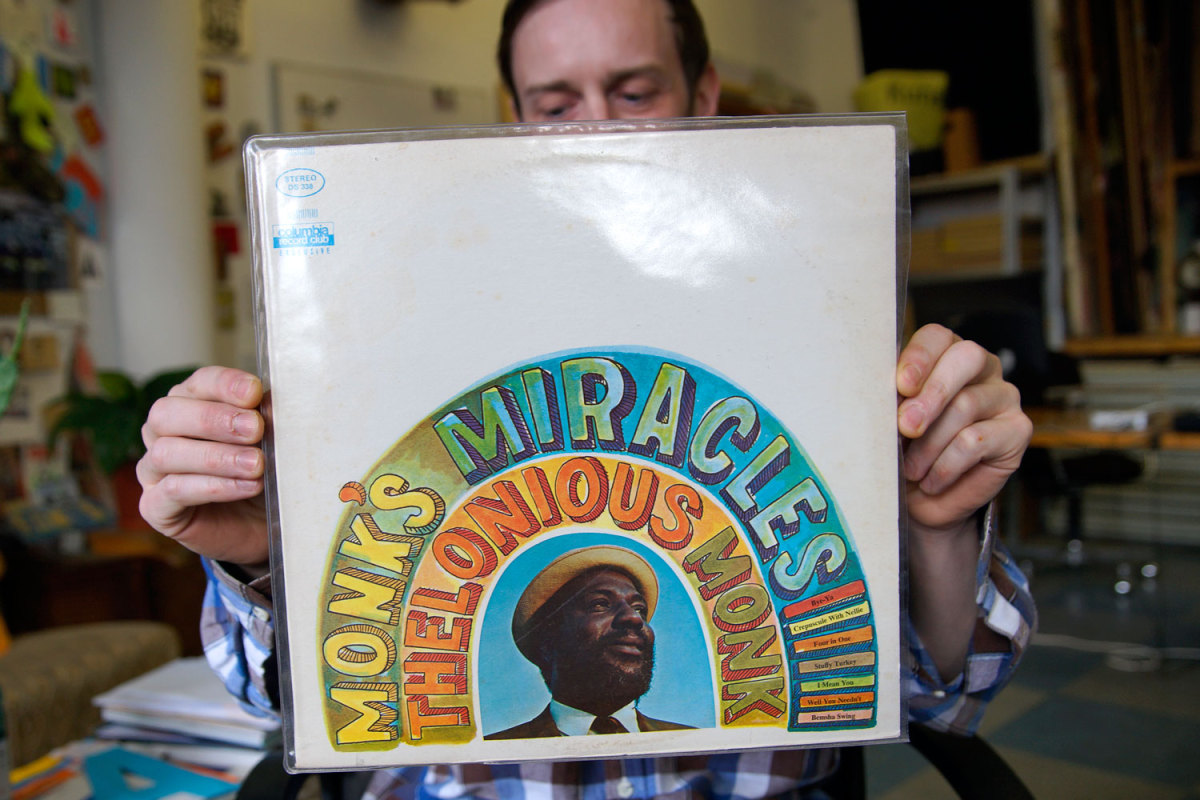 STEREO
DS 338
columbia
record club
EXCLUSIVE
MONK'S MIRACLES
THELONIOUS MONK
Bye-Ya
Crepuscule With Nellie
Four in One
Stuffy Turkey
I Mean You
Well You Needn't
Bemsha Swing